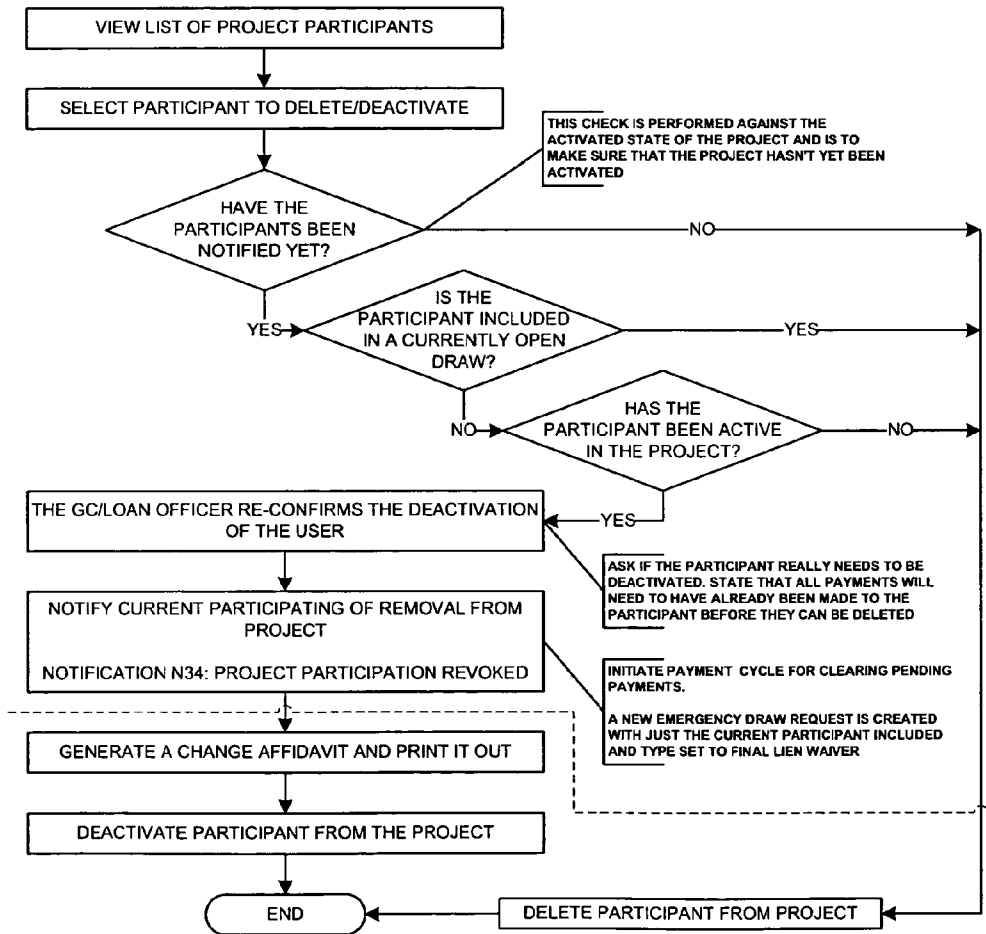 VIEW LIST OF PROJECT PARTICIPANTS
SELECT PARTICIPANT TO DELETE/DEACTIVATE
THIS CHECK IS PERFORMED AGAINST THE
ACTIVATED STATE OF THE PROJECT AND IS TO
MAKE SURE THAT THE PROJECT HASN'T YET BEEN
ACTIVATED
HAVE THE
PARTICIPANTS BEEN
NOTIFIED YET?
NO
YES
IS THE
PARTICIPANT INCLUDED
IN A CURRENTLY OPEN
DRAW?
YES
NO
HAS THE
PARTICIPANT BEEN ACTIVE
IN THE PROJECT?
NO
YES
THE GC/LOAN OFFICER RE-CONFIRMS THE DEACTIVATION
OF THE USER
ASK IF THE PARTICIPANT REALLY NEEDS TO BE
DEACTIVATED. STATE THAT ALL PAYMENTS WILL
NEED TO HAVE ALREADY BEEN MADE TO THE
PARTICIPANT BEFORE THEY CAN BE DELETED
NOTIFY CURRENT PARTICIPATING OF REMOVAL FROM
PROJECT
NOTIFICATION N34: PROJECT PARTICIPATION REVOKED
INITIATE PAYMENT CYCLE FOR CLEARING PENDING
PAYMENTS.
A NEW EMERGENCY DRAW REQUEST IS CREATED
WITH JUST THE CURRENT PARTICIPANT INCLUDED
AND TYPE SET TO FINAL LIEN WAIVER
GENERATE A CHANGE AFFIDAVIT AND PRINT IT OUT
DEACTIVATE PARTICIPANT FROM THE PROJECT
END
DELETE PARTICIPANT FROM PROJECT